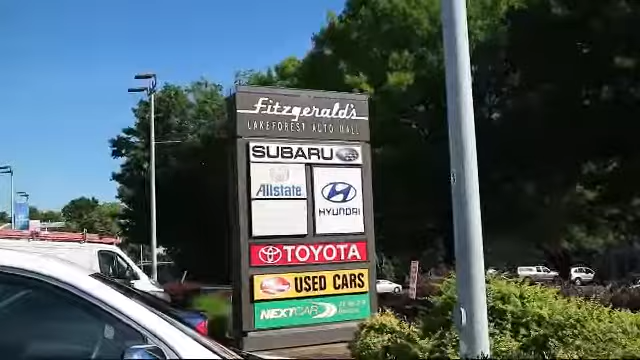 Fitzgerald's
LAKEFOREST AUTO MALL
SUBARU
Allstate
HYUNDAI
TOYOTA
USED CARS
NEXTCAR